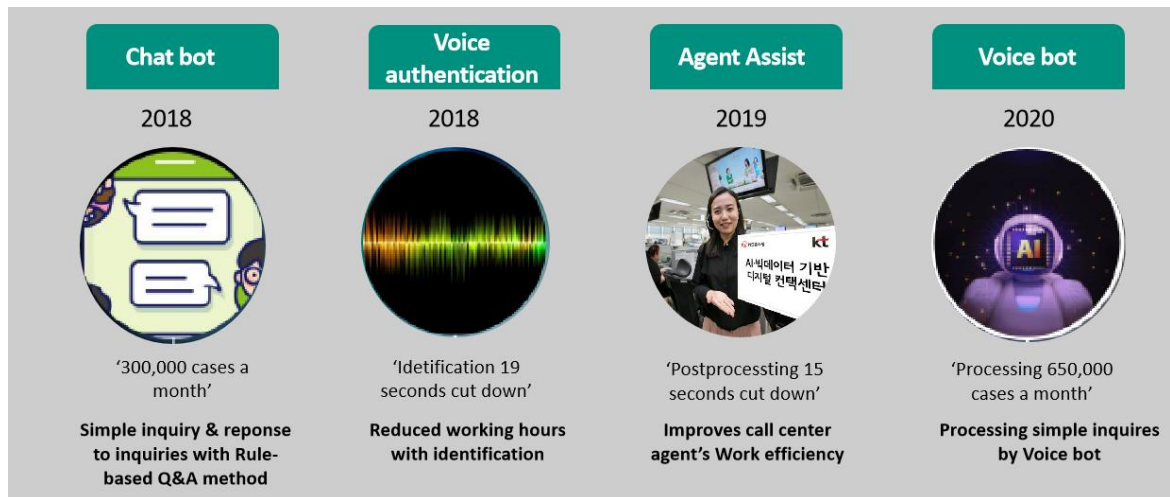 Chat bot
2018
‘300,000 cases a
month’
Simple inquiry & reponse
to inquiries with Rule-
based Q&A method
Voice
authentication
2018
‘Idetification 19
seconds cut down’
Reduced working hours
with identification
Agent Assist
2019
kt
AI·빅데이터 기반
디지털 컨택센터
‘Postprocessting 15
seconds cut down’
Improves call center
agent’s Work efficiency
Voice bot
2020
AI
‘Processing 650,000
cases a month’
Processing simple inquires
by Voice bot